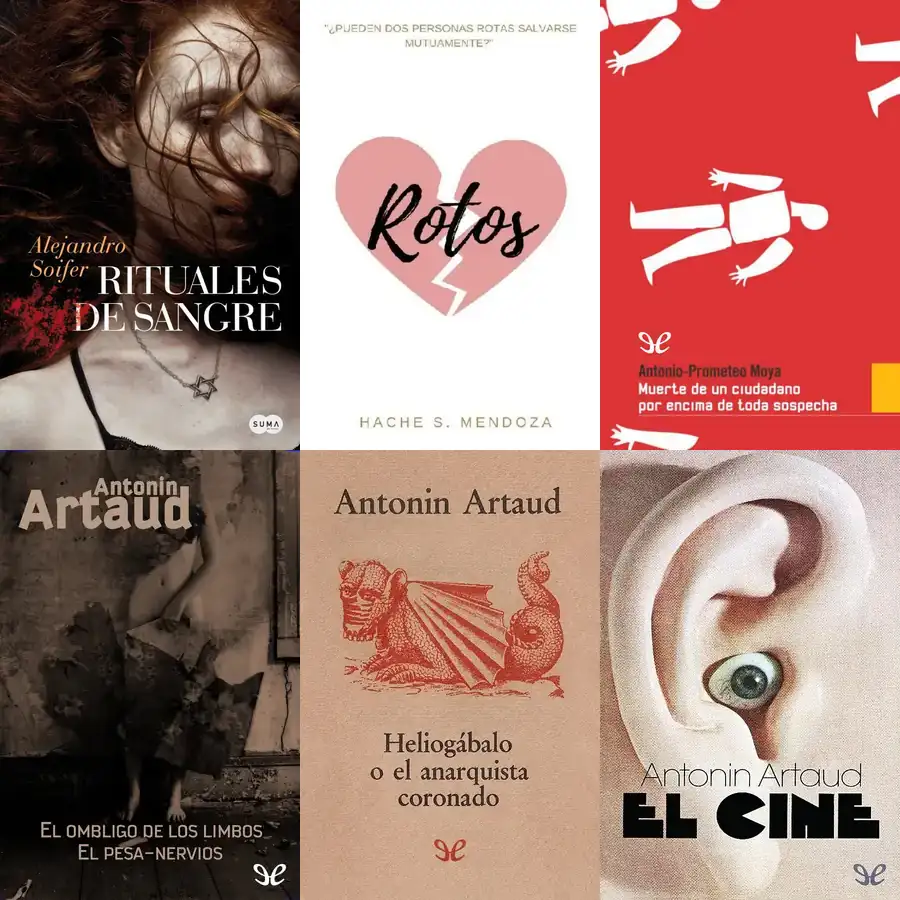 Alejandro
Soifer
RITUALES
DE SANGRE
SUMA
"¿PUEDEN DOS PERSONAS ROTAS SALVARSE
MUTUAMENTE?"
Rotos
HACHE S. MENDOZA
Antonio-Prometeo Moya
Muerte de un ciudadano
por encima de toda sospecha
Antonin
Artaud
EL OMBLIGO DE LOS LIMBOS
EL PESA-NERVIOS
Antonin Artaud
Heliogábalo
o el anarquista
coronado
Antonin Artaud
EL CINE